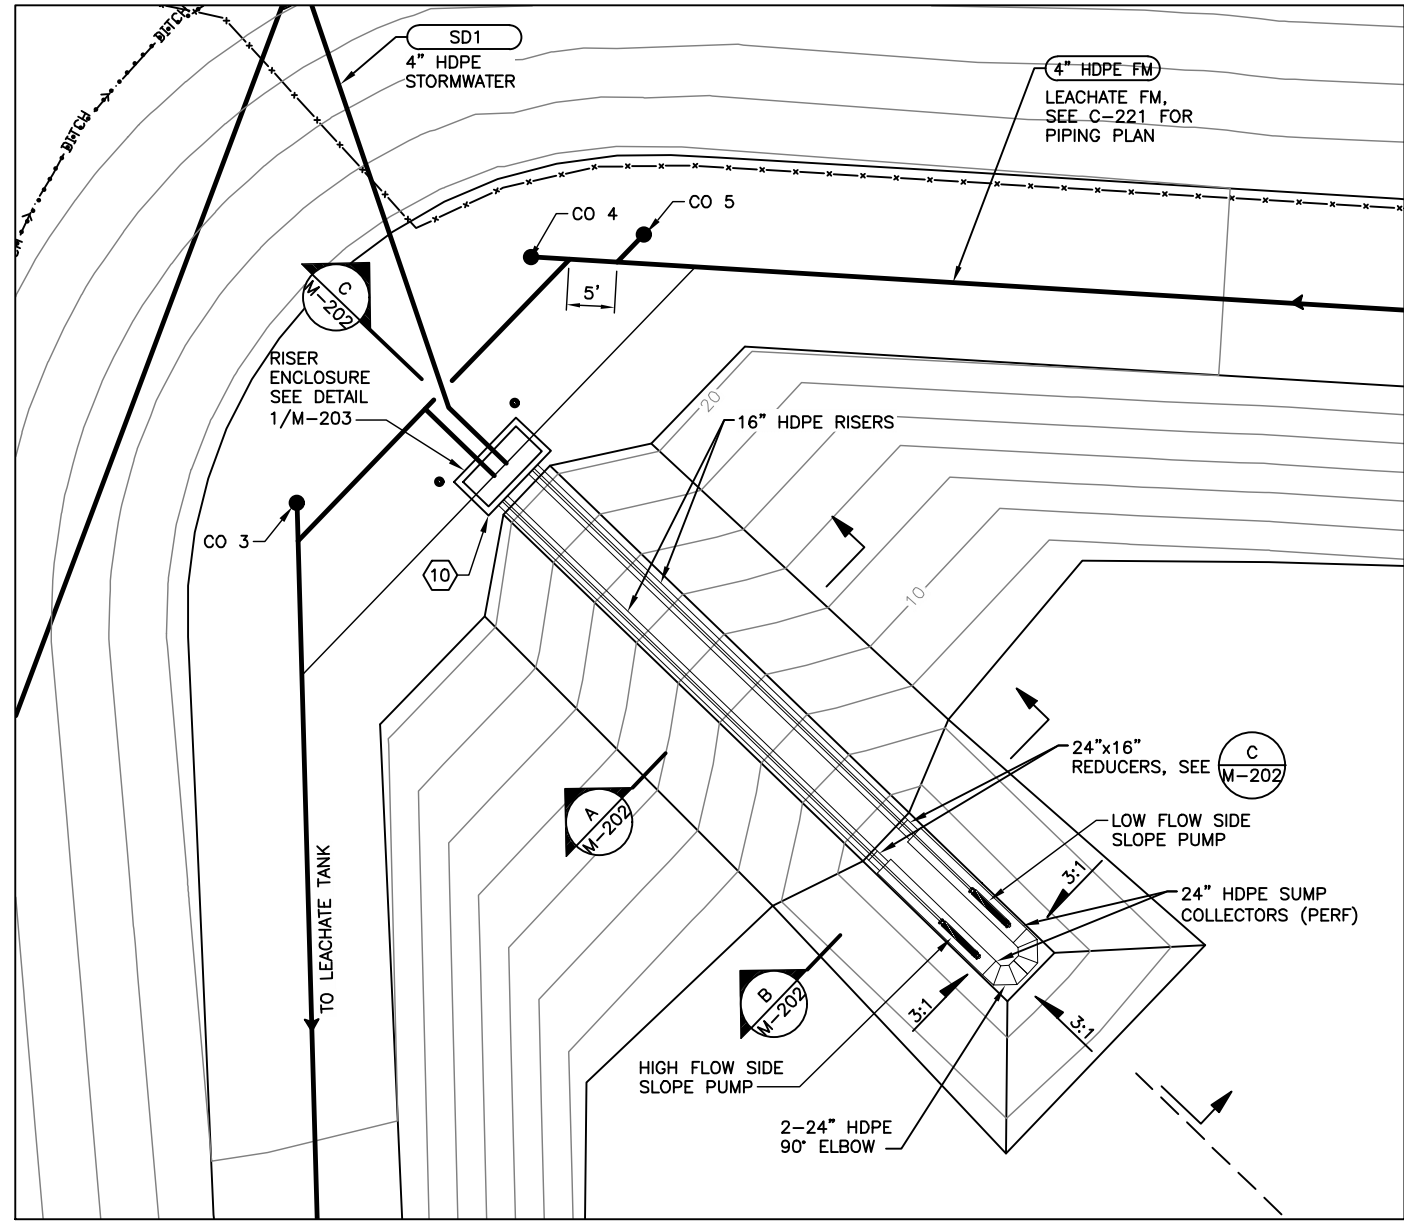 DITCH
DITCH
SD1
4" HDPE
STORMWATER
4" HDPE FM
LEACHATE FM,
SEE C-221 FOR
PIPING PLAN
CO 4
CO 5
5'
C
M-202
RISER
ENCLOSURE
SEE DETAIL
1/M-203
20
16" HDPE RISERS
CO 3
10
10
24"x16"
REDUCERS, SEE
C
M-202
LOW FLOW SIDE
SLOPE PUMP
A
M-202
3:1
24" HDPE SUMP
COLLECTORS (PERF)
TO LEACHATE TANK
B
M-202
3:1
3:1
HIGH FLOW SIDE
SLOPE PUMP
2-24" HDPE
90° ELBOW